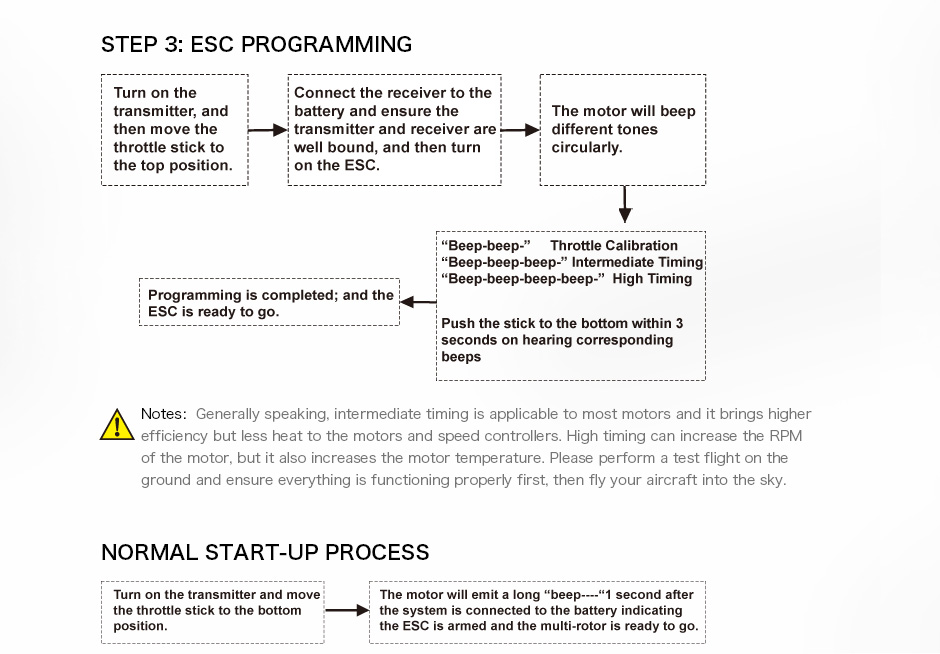 STEP 3: ESC PROGRAMMING
Turn on the
transmitter, and
then move the
throttle stick to
the top position.
Connect the receiver to the
battery and ensure the
transmitter and receiver are
well bound, and then turn
on the ESC.
The motor will beep
different tones
circularly.
“Beep-beep-” Throttle Calibration
“Beep-beep-beep-” Intermediate Timing
“Beep-beep-beep-beep-” High Timing
Push the stick to the bottom within 3
seconds on hearing corresponding
beeps
Programming is completed; and the
ESC is ready to go.
Notes: Generally speaking, intermediate timing is applicable to most motors and it brings higher
efficiency but less heat to the motors and speed controllers. High timing can increase the RPM
of the motor, but it also increases the motor temperature. Please perform a test flight on the
ground and ensure everything is functioning properly first, then fly your aircraft into the sky.
NORMAL START-UP PROCESS
Turn on the transmitter and move
the throttle stick to the bottom
position.
The motor will emit a long “beep----“1 second after
the system is connected to the battery indicating
the ESC is armed and the multi-rotor is ready to go.